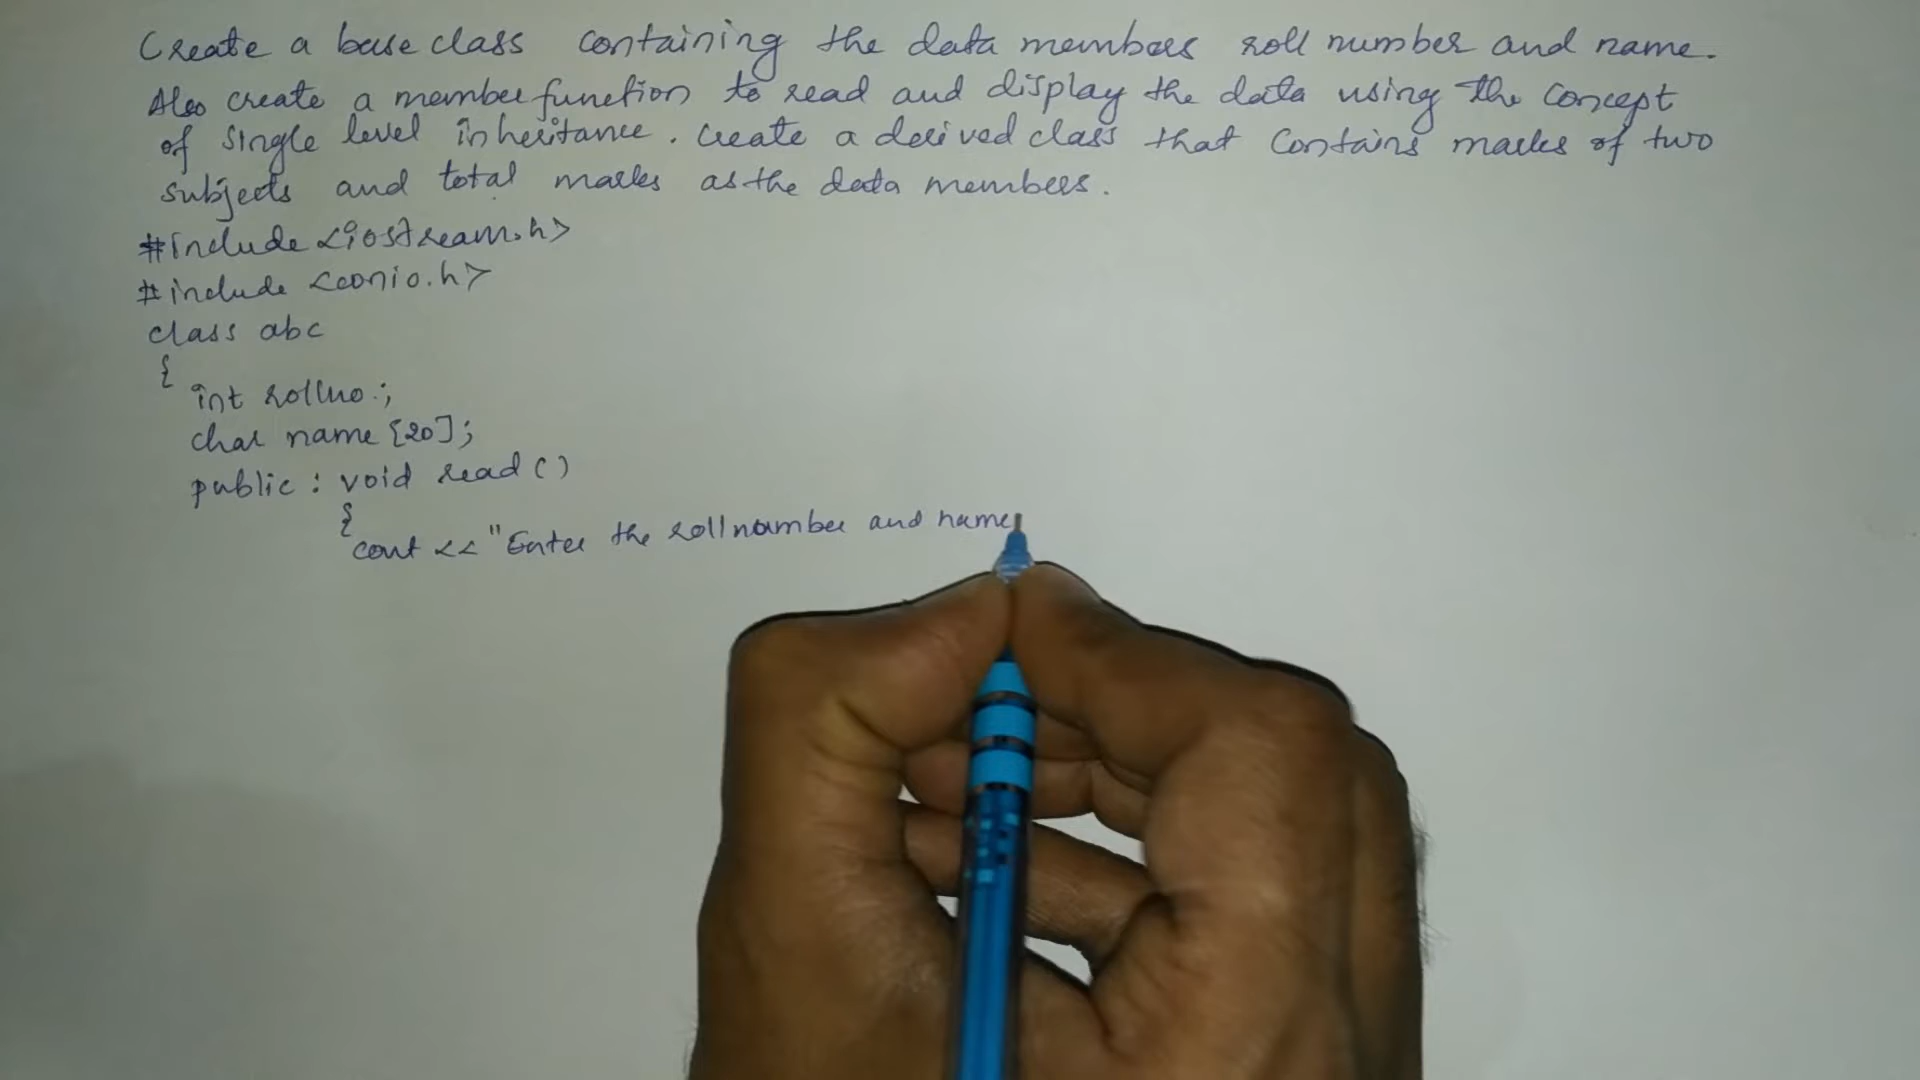 Create a base class containing the data members roll number and name.
Also create a member function to read and display the data using the concept
of single level inheritance. Create a derived class that contains marks of two
subjects and total marks as the data members.
#include <iostream.h>
#include <conio.h>
class abc
{
int rollno.;
char name [20];
public : void read ( )
{
cout << "Enter the roll number and name